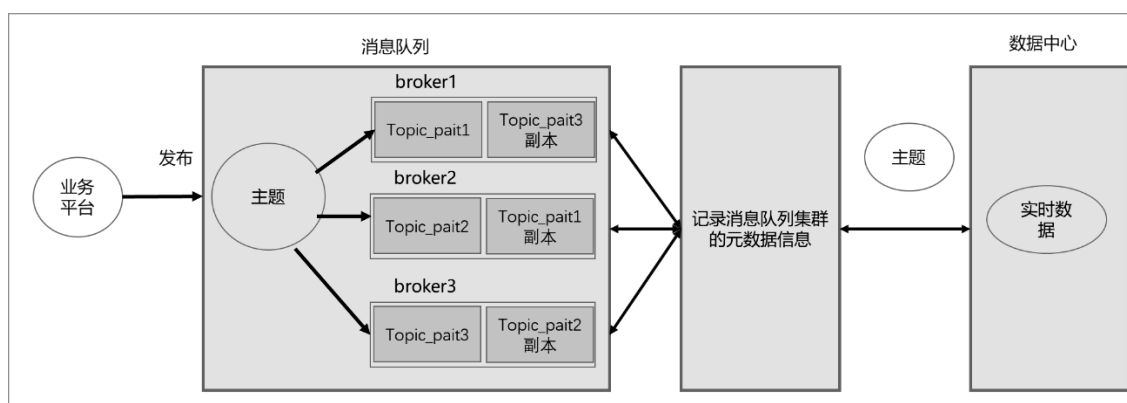 消息队列
数据中心
业务
平台
发布
主题
broker1
Topic_pait1
Topic_pait3
副本
broker2
Topic_pait2
Topic_pait1
副本
broker3
Topic_pait3
Topic_pait2
副本
记录消息队列集群
的元数据信息
主题
实时数
据